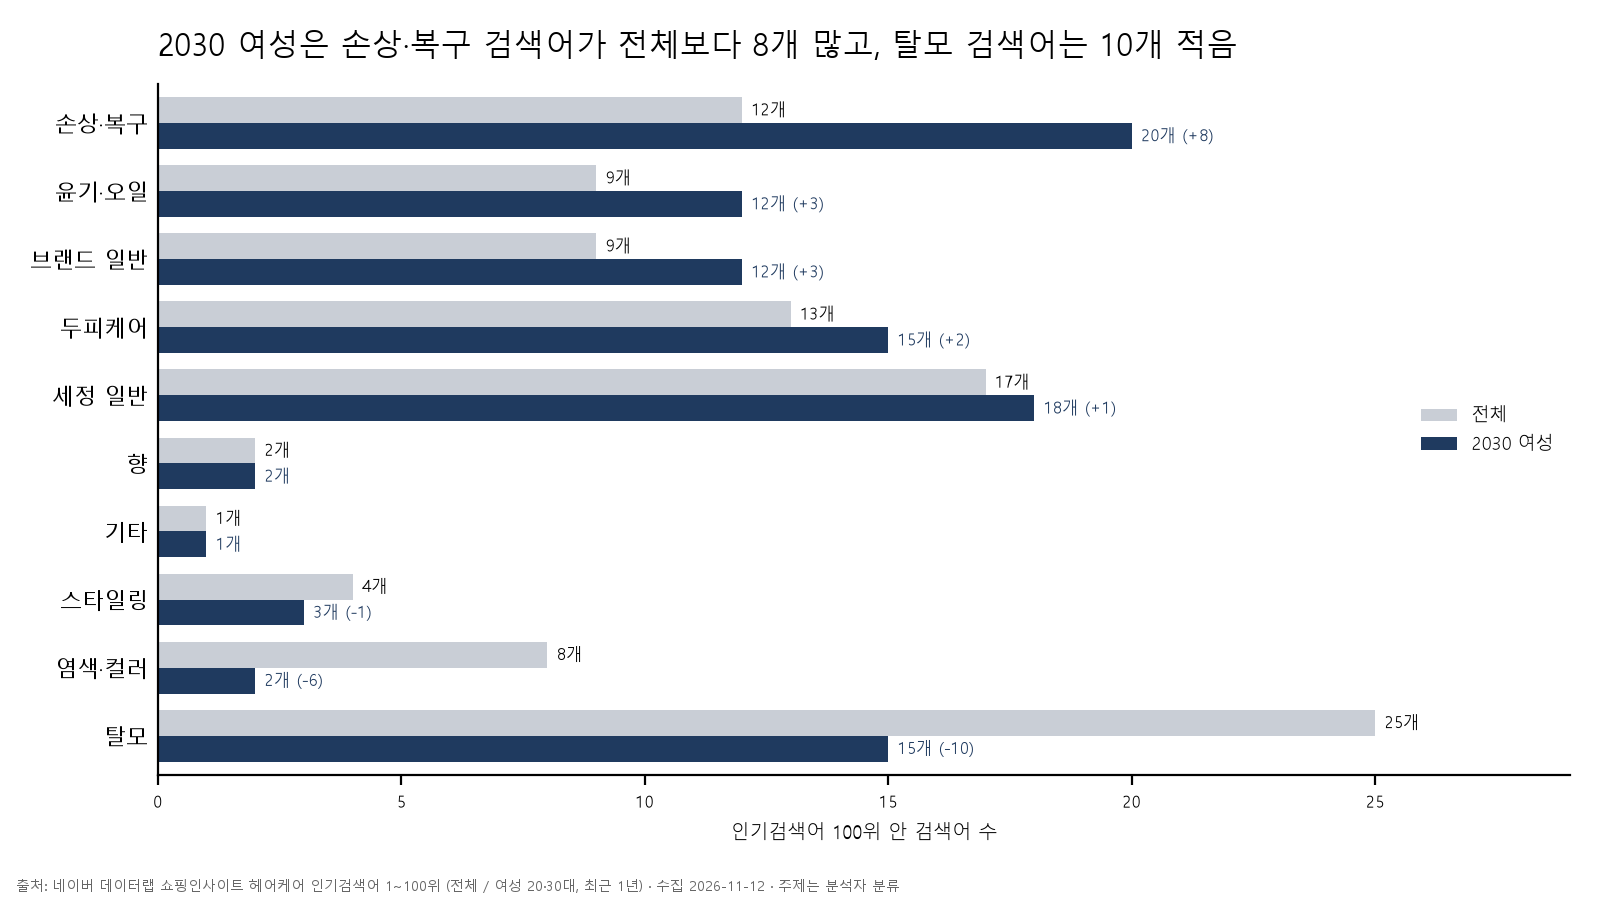 2030 여성은 손상·복구 검색어가 전체보다 8개 많고, 탈모 검색어는 10개 적음
손상·복구
12개
20개 (+8)
윤기·오일
9개
12개 (+3)
브랜드 일반
9개
12개 (+3)
두피케어
13개
15개 (+2)
세정 일반
17개
18개 (+1)
전체
2030 여성
향
2개
2개
기타
1개
1개
스타일링
4개
3개 (-1)
염색·컬러
8개
2개 (-6)
탈모
25개
15개 (-10)
0 5 10 15 20 25
인기검색어 100위 안 검색어 수
출처: 네이버 데이터랩 쇼핑인사이트 헤어케어 인기검색어 1~100위 (전체 / 여성 20·30대, 최근 1년) · 수집 2026-11-12 · 주제는 분석자 분류